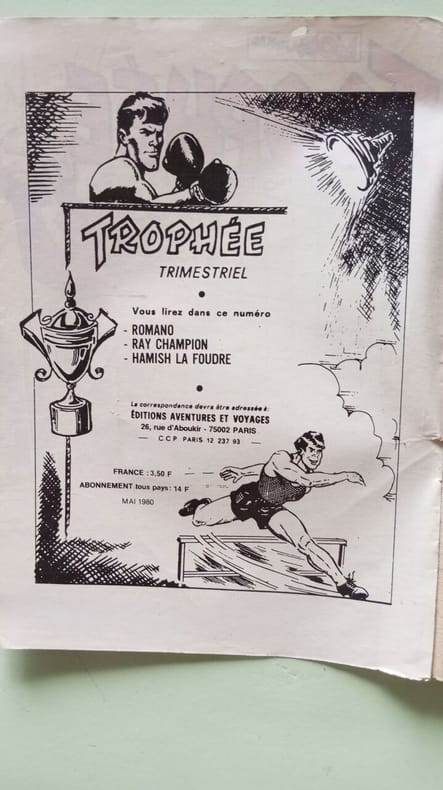 TROPHÉE
TRIMESTRIEL
Vous lirez dans ce numéro
- ROMANO
- RAY CHAMPION
- HAMISH LA FOUDRE
La correspondance devra être adressée à:
ÉDITIONS AVENTURES ET VOYAGES
26, rue d'Aboukir - 75002 PARIS
— CCP PARIS 12 237 93 —
FRANCE : 3,50 F
ABONNEMENT tous pays : 14 F
MAI 1980